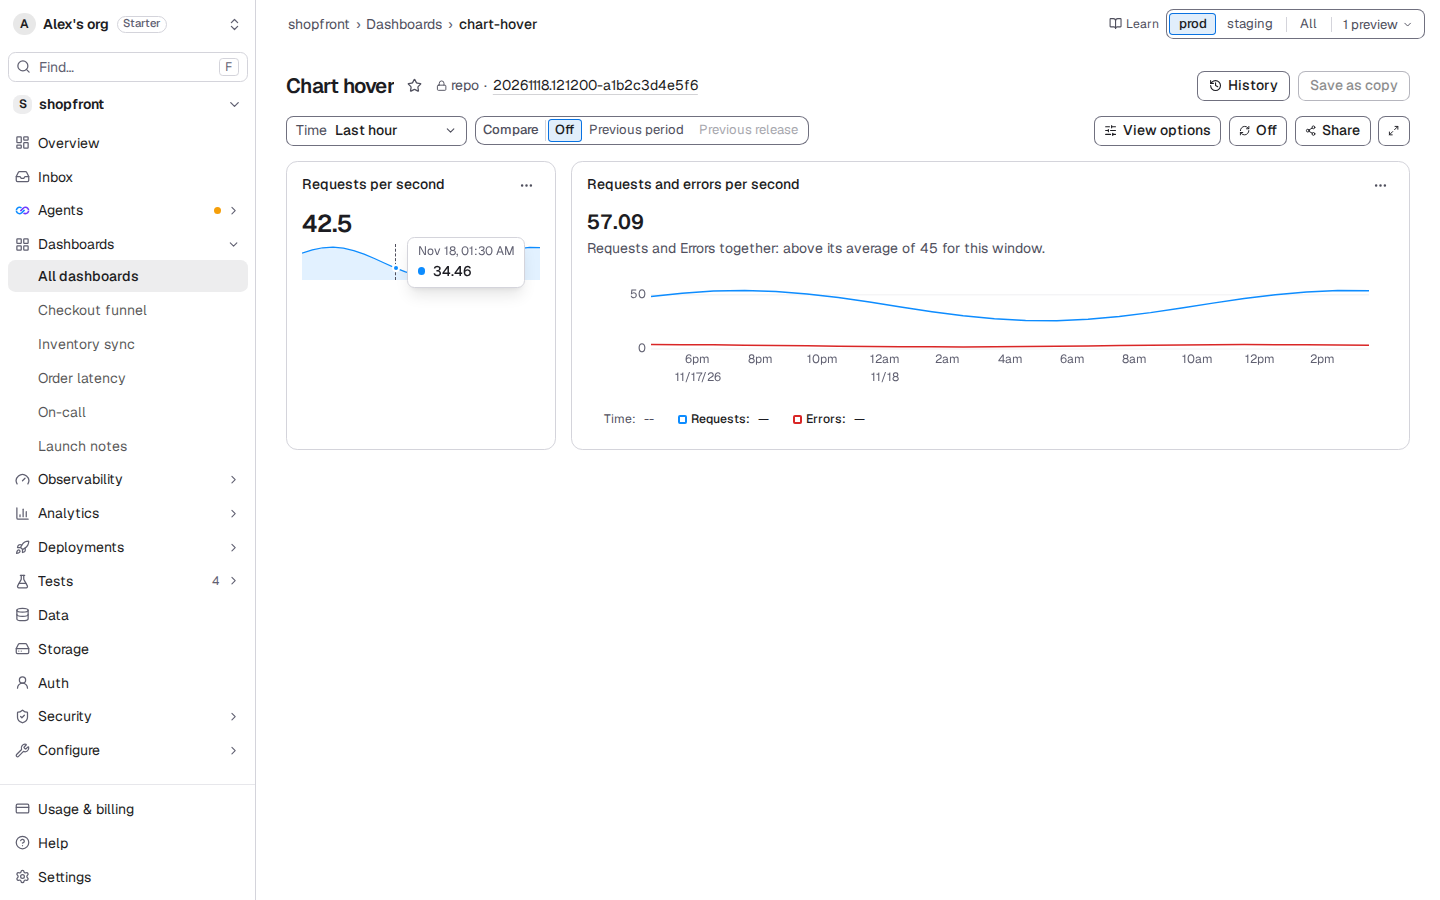 A Alex's org Starter
Find... F
S shopfront
Overview
Inbox
Agents
Dashboards
All dashboards
Checkout funnel
Inventory sync
Order latency
On-call
Launch notes
Observability
Analytics
Deployments
Tests 4
Data
Storage
Auth
Security
Configure
Usage & billing
Help
Settings
shopfront › Dashboards › chart-hover
Learn prod staging All 1 preview
Chart hover repo · 20261118.121200-a1b2c3d4e5f6 History Save as copy
Time Last hour Compare Off Previous period Previous release View options Off Share
Requests per second
42.5
Nov 18, 01:30 AM
34.46
Requests and errors per second
57.09
Requests and Errors together: above its average of 45 for this window.
50
0
6pm 8pm 10pm 12am 2am 4am 6am 8am 10am 12pm 2pm
11/17/26 11/18
Time: -- Requests: — Errors: —